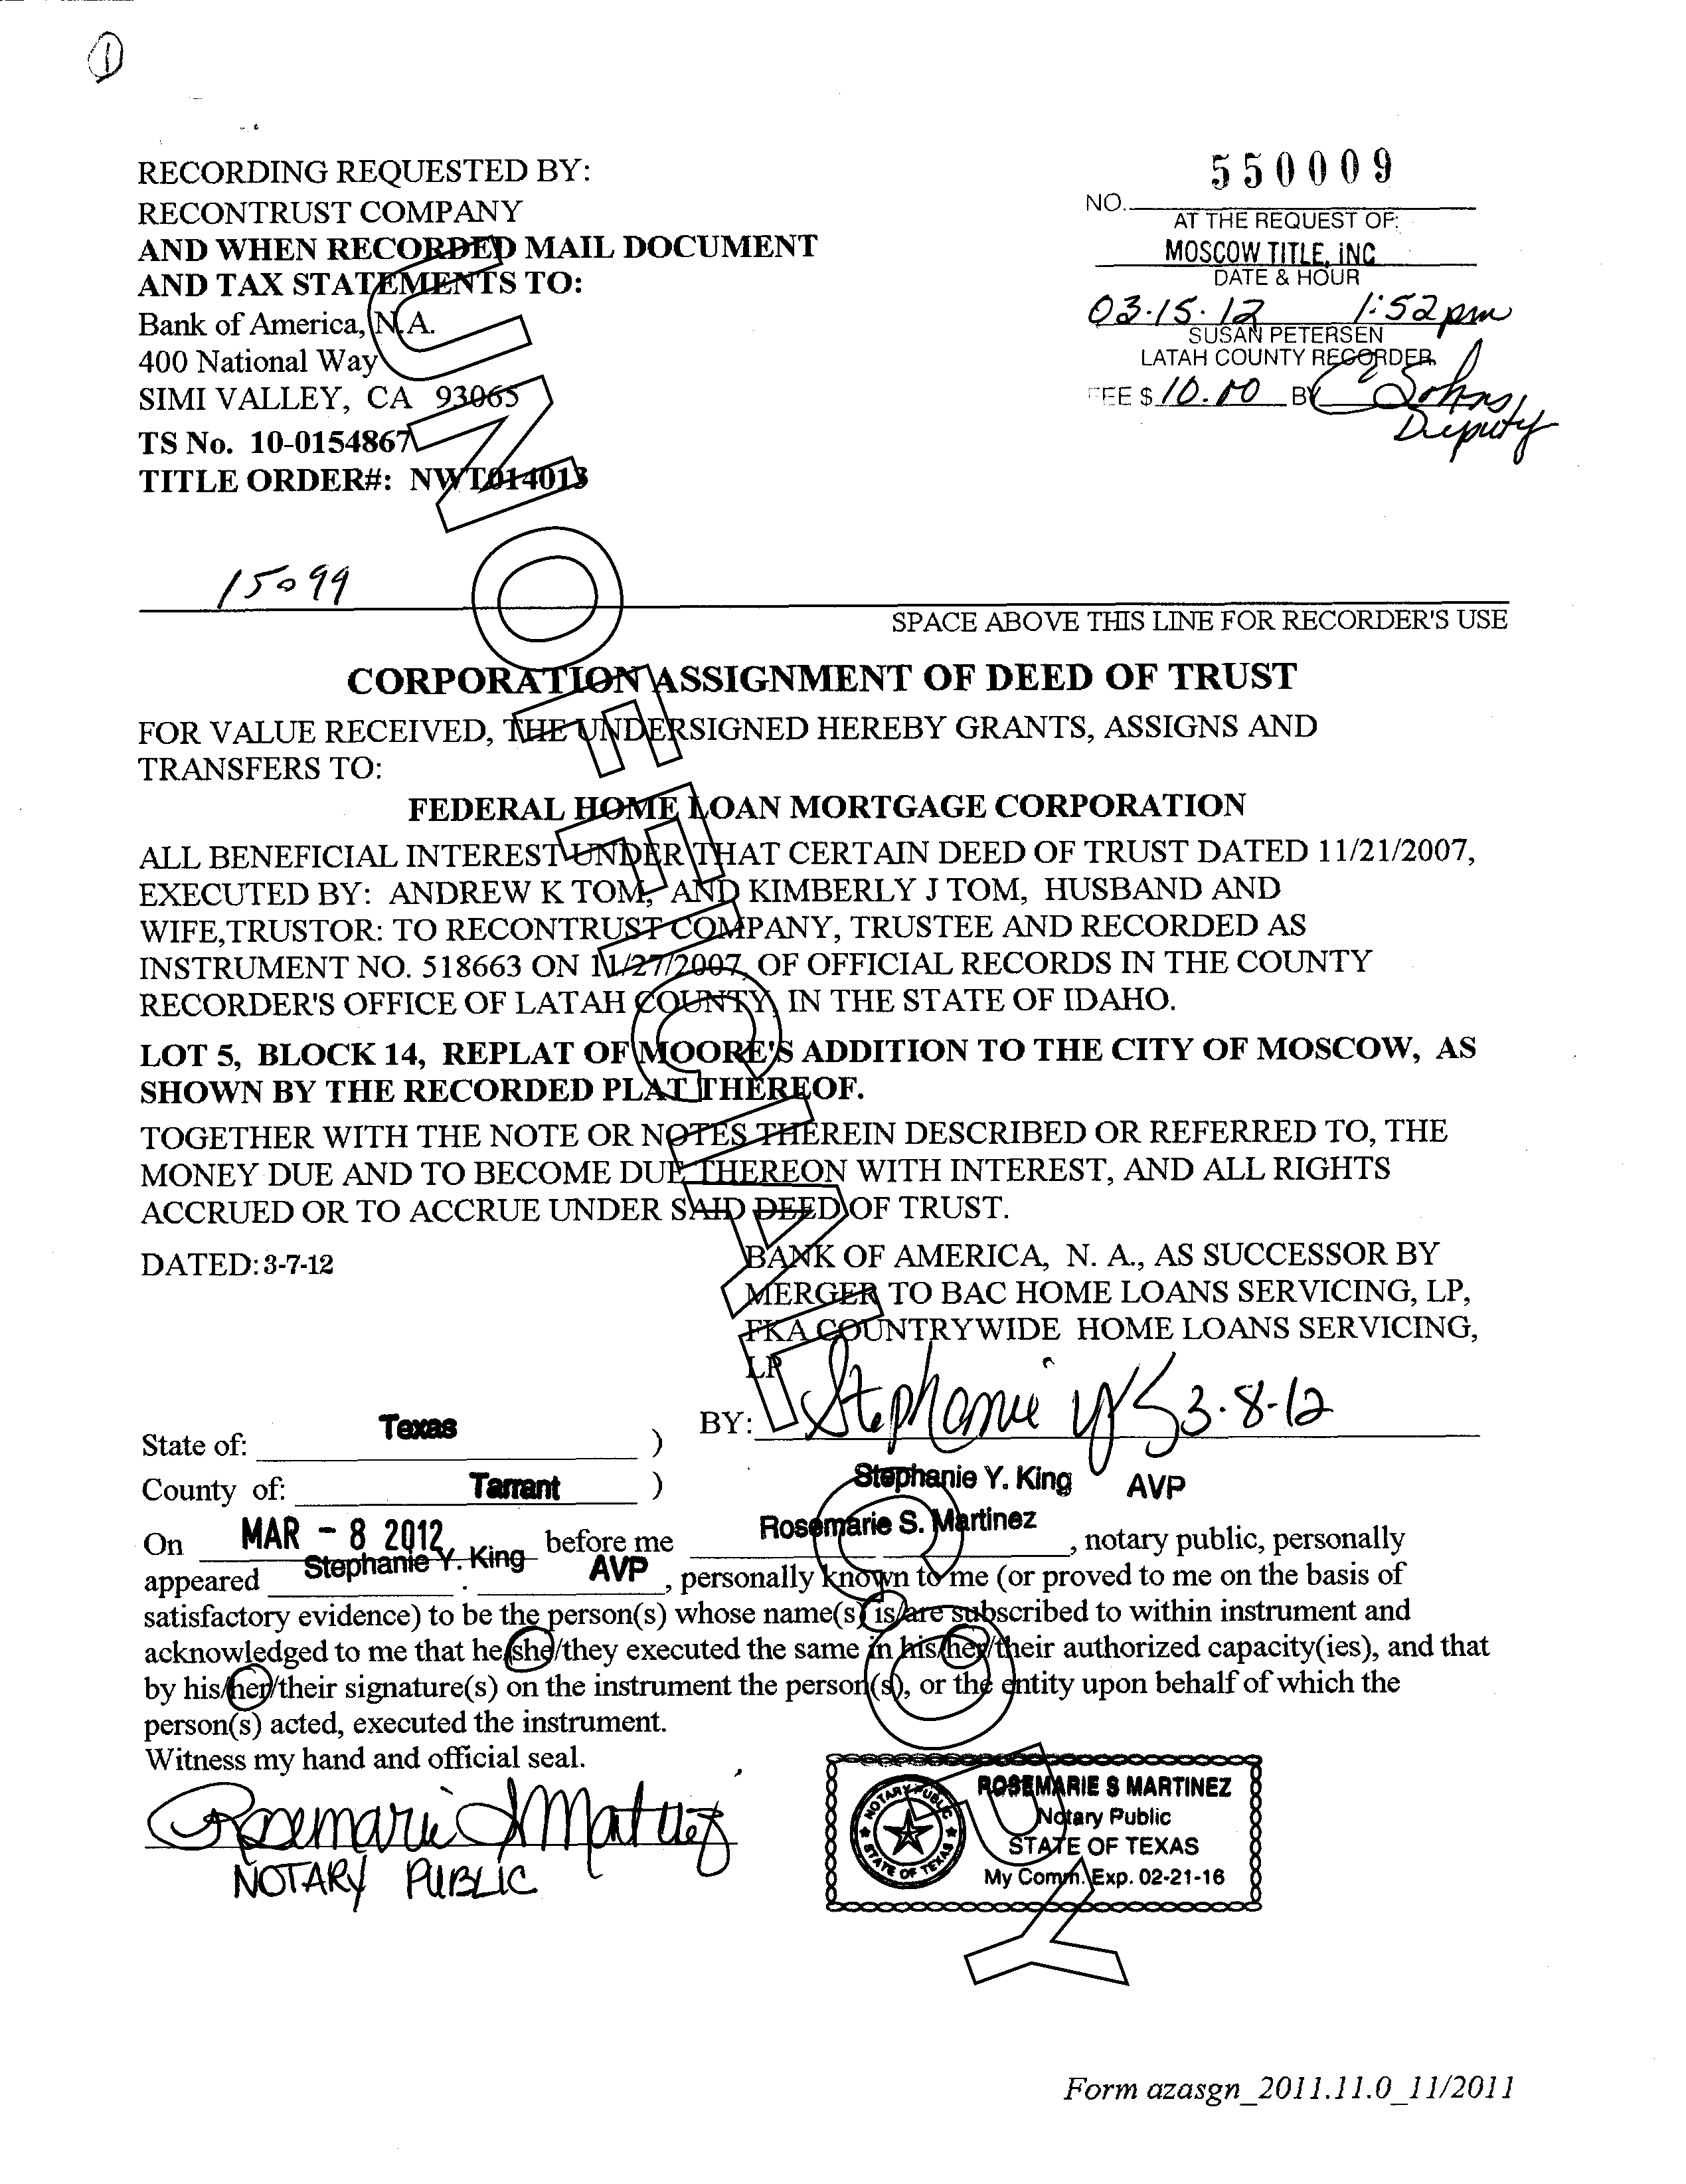 1
RECORDING REQUESTED BY:
RECONTRUST COMPANY
AND WHEN RECORDED MAIL DOCUMENT
AND TAX STATEMENTS TO:
Bank of America, N.A.
400 National Way
SIMI VALLEY, CA 93065
TS No. 10-0154867
TITLE ORDER#: NWT014013
550009
NO.
AT THE REQUEST OF:
MOSCOW TITLE, INC
DATE & HOUR
03.15.12 1:52pm
SUSAN PETERSEN
LATAH COUNTY RECORDER
FEE $ 10.00 BY C Johns
Deputy
15099
SPACE ABOVE THIS LINE FOR RECORDER'S USE
CORPORATION ASSIGNMENT OF DEED OF TRUST
FOR VALUE RECEIVED, THE UNDERSIGNED HEREBY GRANTS, ASSIGNS AND
TRANSFERS TO:
FEDERAL HOME LOAN MORTGAGE CORPORATION
ALL BENEFICIAL INTEREST UNDER THAT CERTAIN DEED OF TRUST DATED 11/21/2007,
EXECUTED BY: ANDREW K TOM, AND KIMBERLY J TOM, HUSBAND AND
WIFE,TRUSTOR: TO RECONTRUST COMPANY, TRUSTEE AND RECORDED AS
INSTRUMENT NO. 518663 ON 11/27/2007, OF OFFICIAL RECORDS IN THE COUNTY
RECORDER'S OFFICE OF LATAH COUNTY, IN THE STATE OF IDAHO.
LOT 5, BLOCK 14, REPLAT OF MOORE'S ADDITION TO THE CITY OF MOSCOW, AS
SHOWN BY THE RECORDED PLAT THEREOF.
TOGETHER WITH THE NOTE OR NOTES THEREIN DESCRIBED OR REFERRED TO, THE
MONEY DUE AND TO BECOME DUE THEREON WITH INTEREST, AND ALL RIGHTS
ACCRUED OR TO ACCRUE UNDER SAID DEED OF TRUST.
DATED: 3-7-12
BANK OF AMERICA, N. A., AS SUCCESSOR BY
MERGER TO BAC HOME LOANS SERVICING, LP,
FKA COUNTRYWIDE HOME LOANS SERVICING,
LP
BY: Stephanie 3-8-12
Stephanie Y. King AVP
State of: Texas )
County of: Tarrant )
On MAR - 8 2012 before me Rosemarie S. Martinez, notary public, personally
appeared Stephanie Y. King AVP, personally known to me (or proved to me on the basis of
satisfactory evidence) to be the person(s) whose name(s) is/are subscribed to within instrument and
acknowledged to me that he/she/they executed the same in his/her/their authorized capacity(ies), and that
by his/her/their signature(s) on the instrument the person(s), or the entity upon behalf of which the
person(s) acted, executed the instrument.
Witness my hand and official seal.
Rosemarie S Martinez
NOTARY PUBLIC
NOTARY PUBLIC
STATE OF TEXAS
ROSEMARIE S MARTINEZ
Notary Public
STATE OF TEXAS
My Comm. Exp. 02-21-16
UNOFFICIAL COPY
Form azasgn_2011.11.0_11/2011